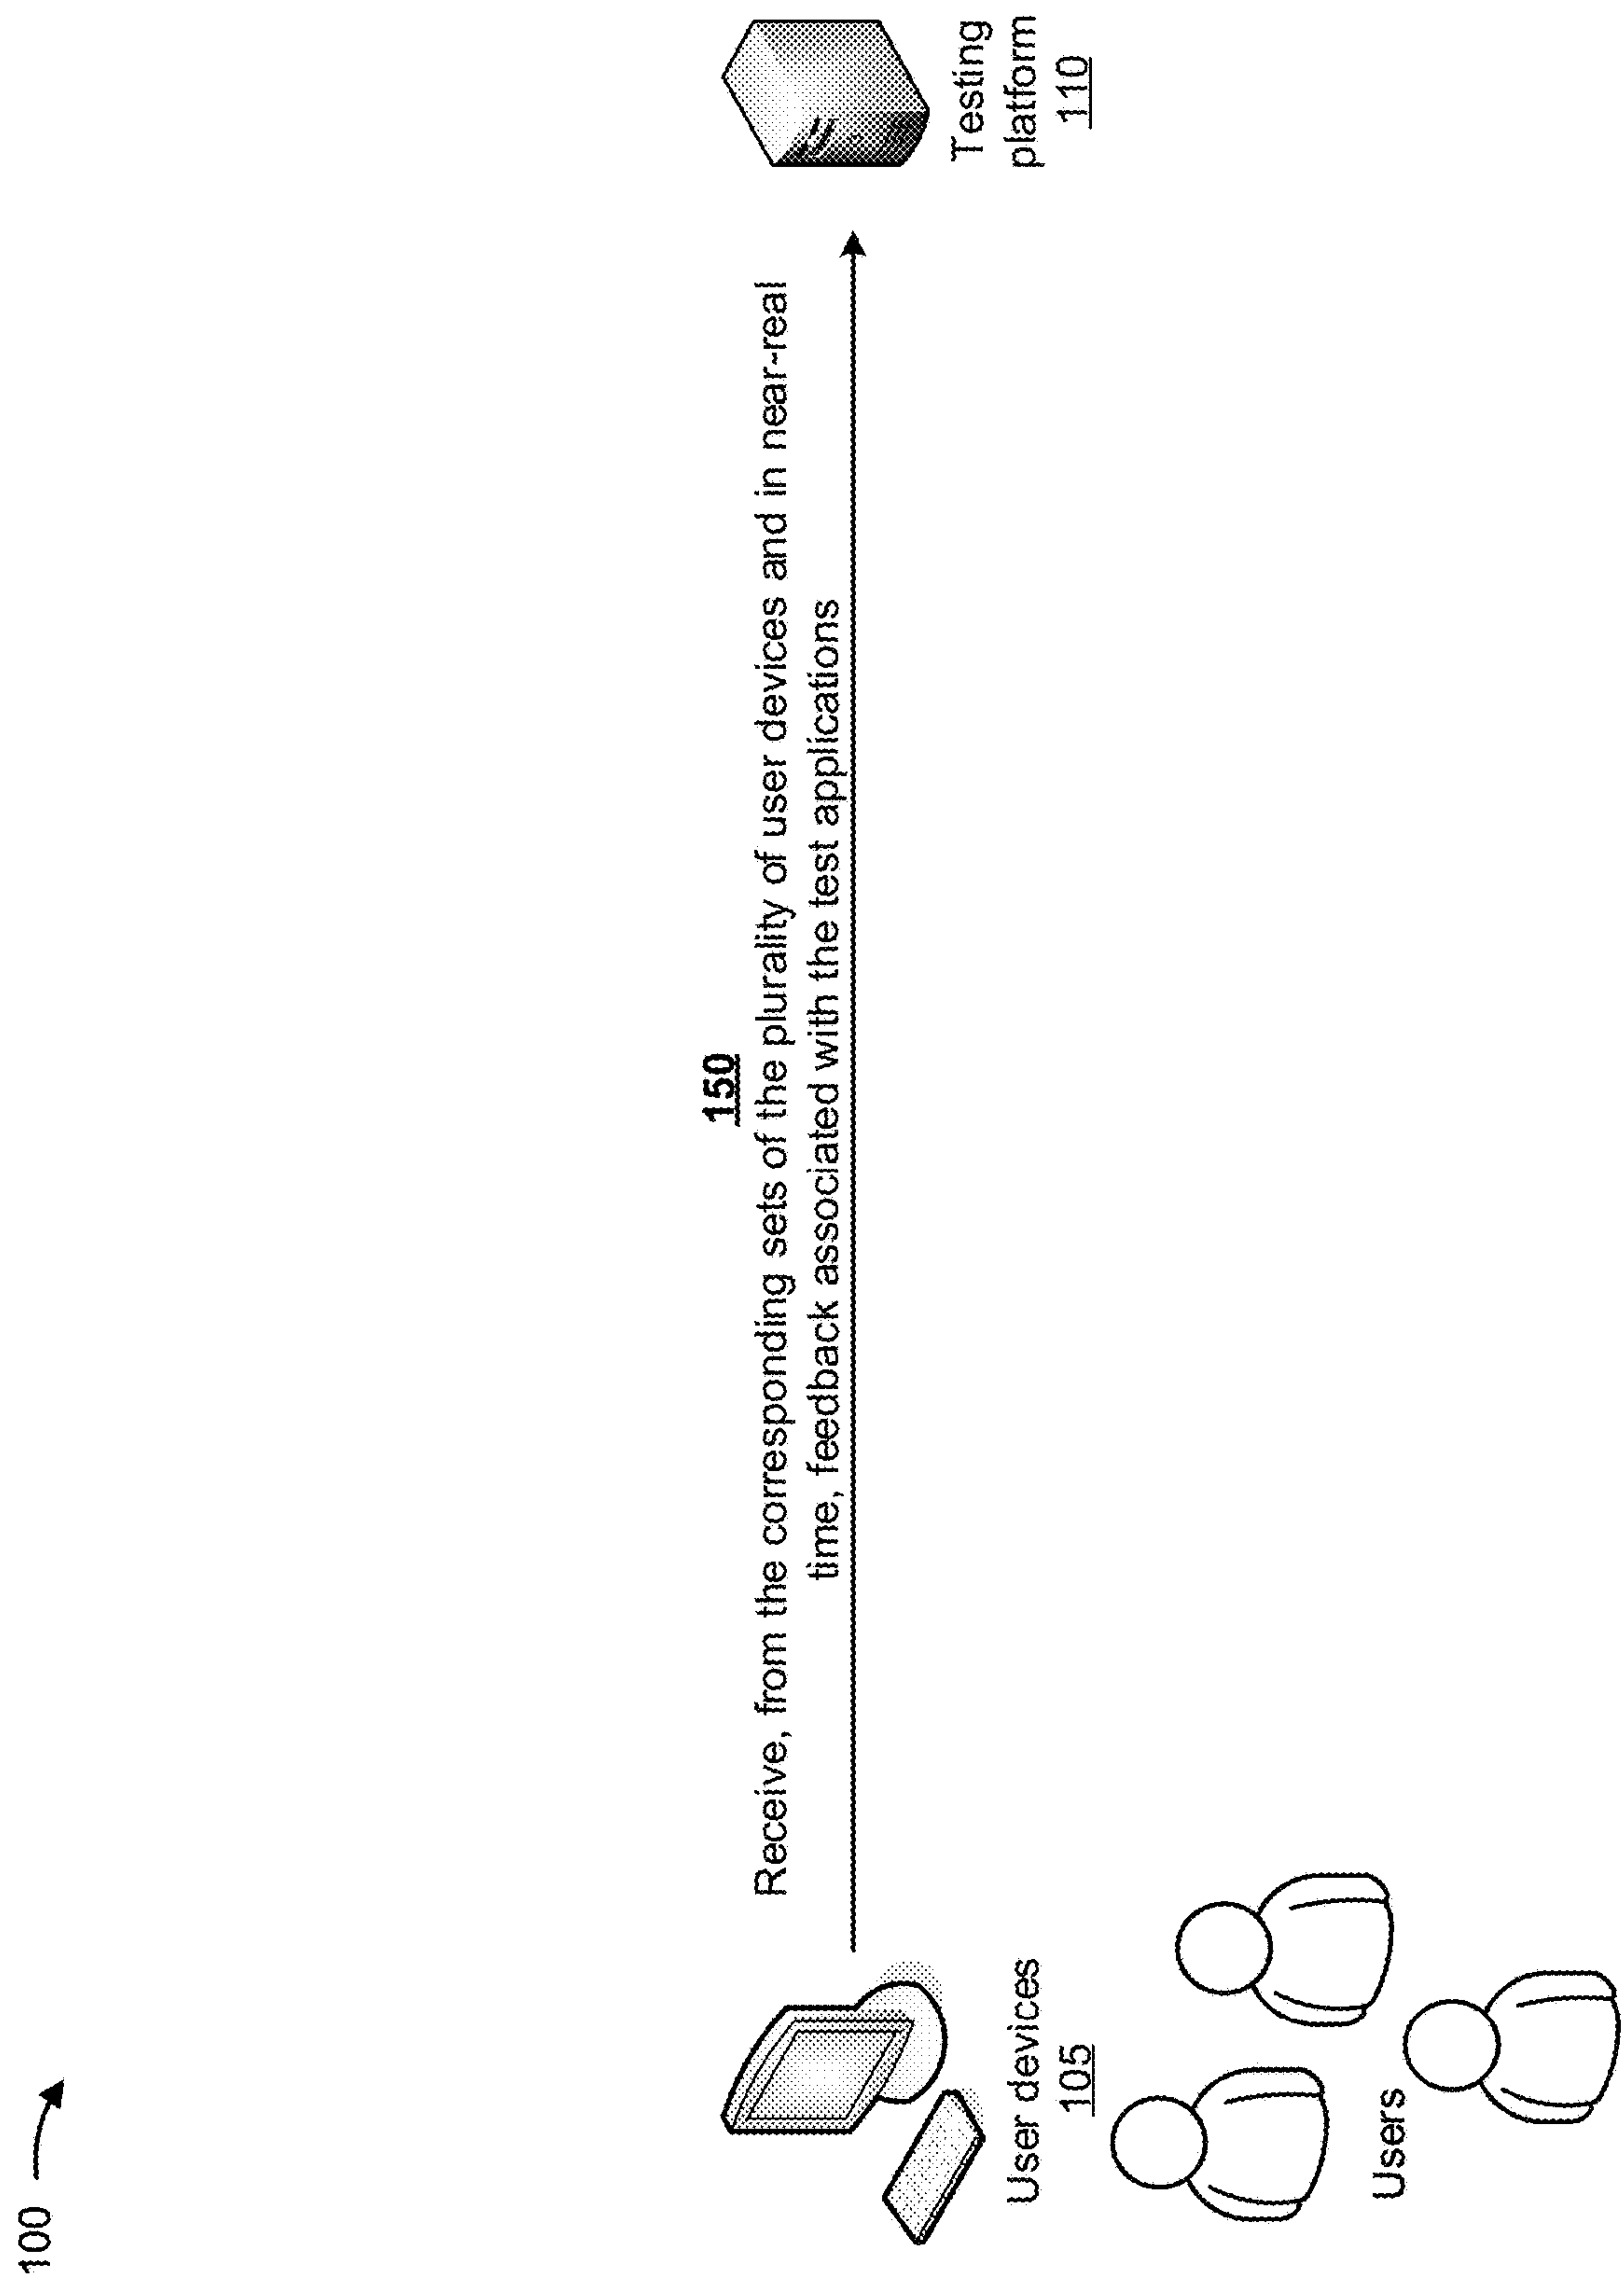 100
150
Receive, from the corresponding sets of the plurality of user devices and in near-real
time, feedback associated with the test applications
User devices
105
Testing
platform
110
Users